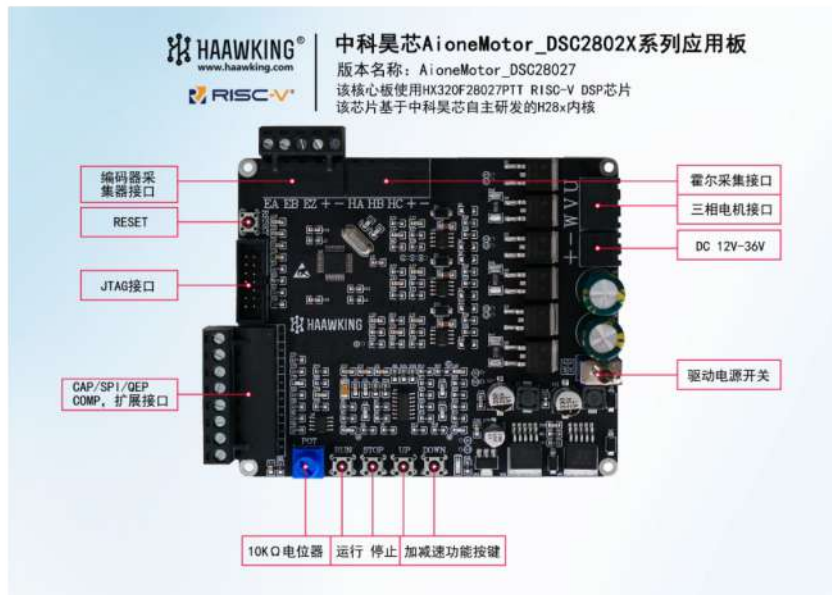 HAAWKING®
www.haawking.com
RISC-V®
中科昊芯AioneMotor_DSC2802X系列应用板
版本名称：AioneMotor_DSC28027
该核心板使用HX320F28027PTT RISC-V DSP芯片
该芯片基于中科昊芯自主研发的H28x内核
编码器采
集器接口
霍尔采集接口
RESET
三相电机接口
DC 12V-36V
JTAG接口
CAP/SPI/QEP
COMP，扩展接口
驱动电源开关
EA EB EZ + - HA HB HC + -
RESET
U
V
W
-
+
HAAWKING
POT
RUN STOP UP DOWN
10KΩ电位器
运行 停止
加减速功能按键